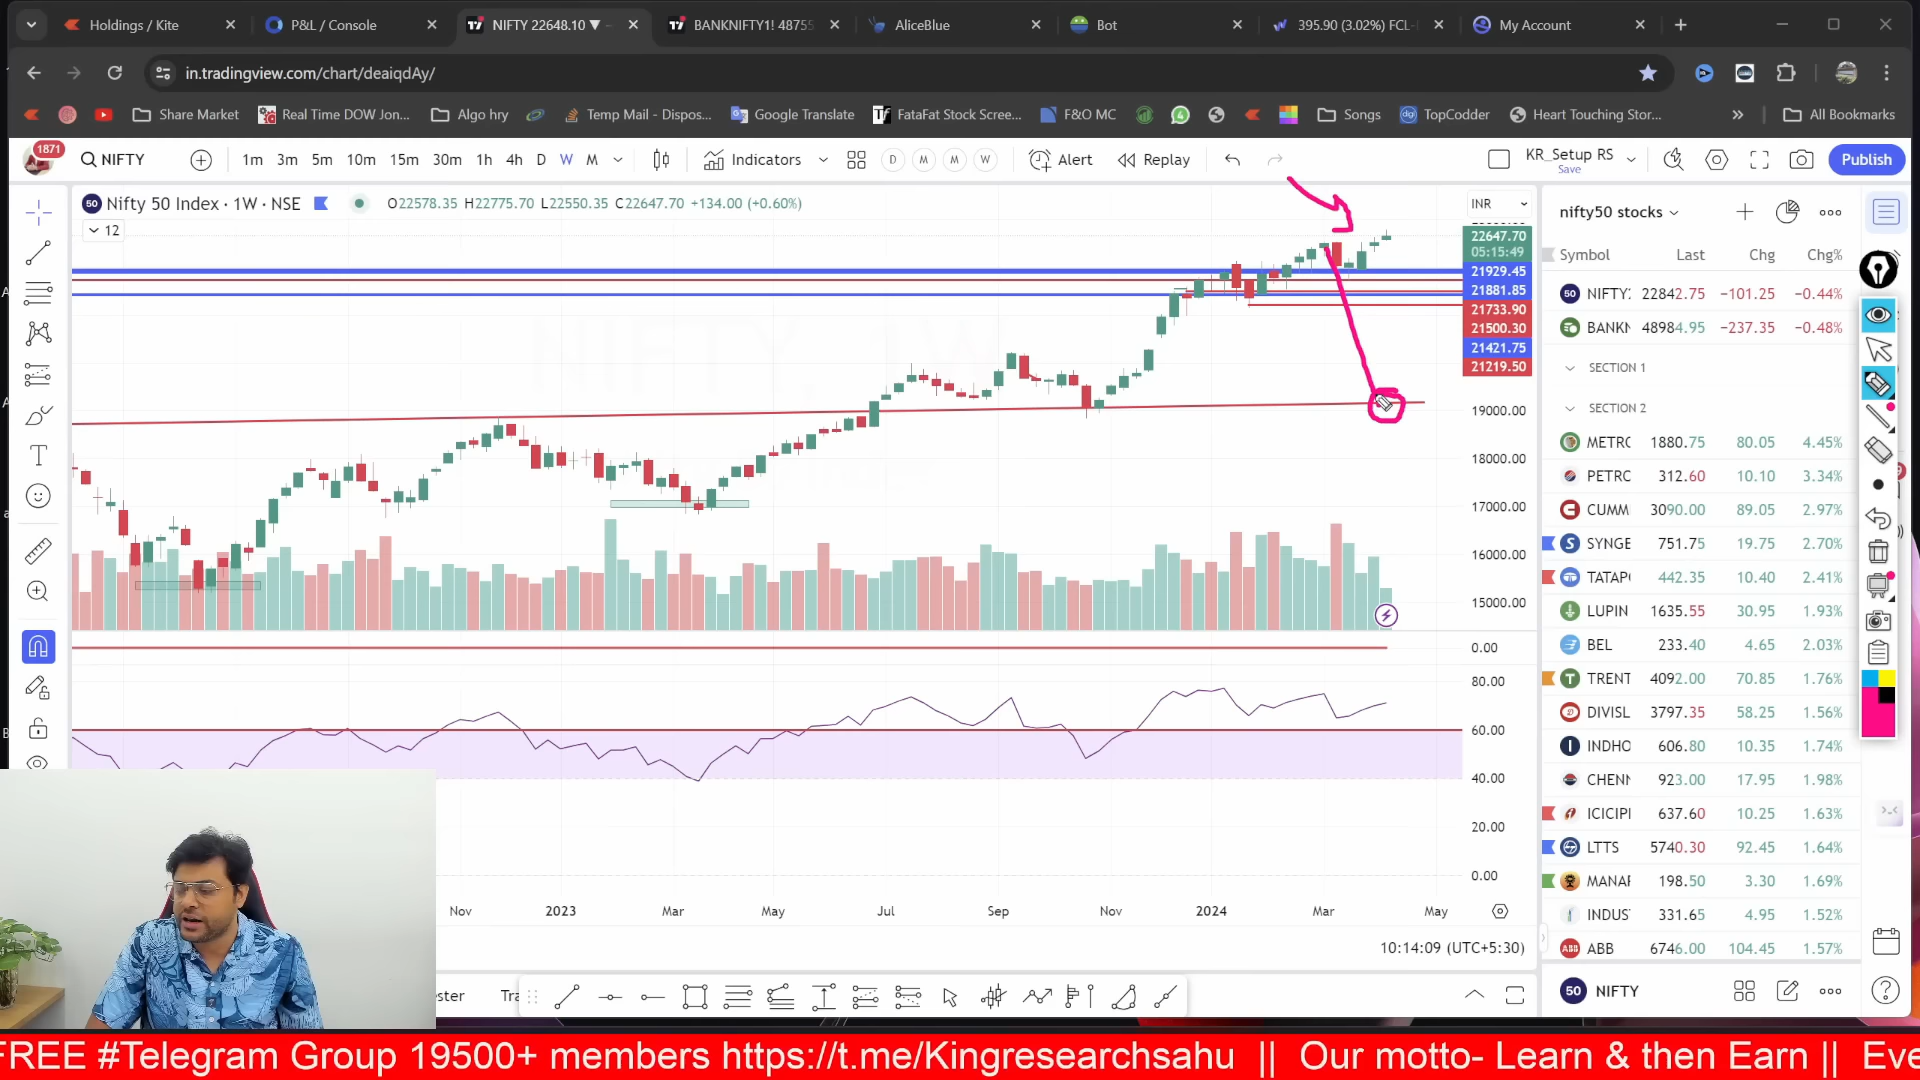 Holdings / Kite
P&L / Console
NIFTY 22648.10 ▼
BANKNIFTY1! 48755
AliceBlue
Bot
395.90 (3.02%) FCL-
My Account
in.tradingview.com/chart/deaiqdAy/
Share Market
Real Time DOW Jon...
Algo hry
Temp Mail - Dispos...
Google Translate
FataFat Stock Scree...
F&O MC
Songs
TopCodder
Heart Touching Stor...
All Bookmarks
1871
NIFTY
1m 3m 5m 10m 15m 30m 1h 4h D W M
Indicators
D M M W
Alert
Replay
KR_Setup RS
Save
Publish
50 Nifty 50 Index · 1W · NSE
O22578.35 H22775.70 L22550.35 C22647.70 +134.00 (+0.60%)
INR
12
22647.70
05:15:49
21929.45
21881.85
21733.90
21500.30
21421.75
21219.50
19000.00
18000.00
17000.00
16000.00
15000.00
0.00
80.00
60.00
40.00
20.00
0.00
Nov 2023 Mar May Jul Sep Nov 2024 Mar May
10:14:09 (UTC+5:30)
nifty50 stocks
Symbol Last Chg Chg%
50 22842.75 −101.25 −0.44%
BANKN 48984.95 −237.35 −0.48%
SECTION 1
SECTION 2
METRO 1880.75 80.05 4.45%
PETRO 312.60 10.10 3.34%
CUMM 3090.00 89.05 2.97%
SYNGE 751.75 19.75 2.70%
TATAPO 442.35 10.40 2.41%
LUPIN 1635.55 30.95 1.93%
BEL 233.40 4.65 2.03%
TRENT 4092.00 70.85 1.76%
DIVISL 3797.35 58.25 1.56%
INDHO 606.80 10.35 1.74%
CHENN 923.00 17.95 1.98%
ICICIPI 637.60 10.25 1.63%
LTTS 5740.30 92.45 1.64%
MANAP 198.50 3.30 1.69%
INDUS 331.65 4.95 1.52%
ABB 6746.00 104.45 1.57%
50 NIFTY
ster
FREE #Telegram Group 19500+ members https://t.me/Kingresearchsahu || Our motto- Learn & then Earn || Eve